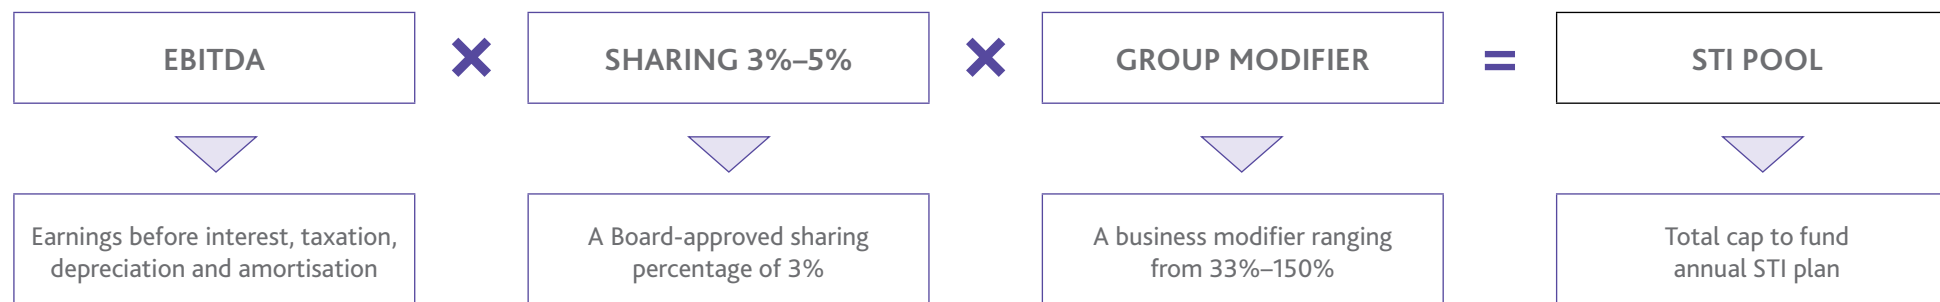 EBITDA
SHARING 3%–5%
GROUP MODIFIER
=
STI POOL
Earnings before interest, taxation,
depreciation and amortisation
A Board-approved sharing
percentage of 3%
A business modifier ranging
from 33%–150%
Total cap to fund
annual STI plan